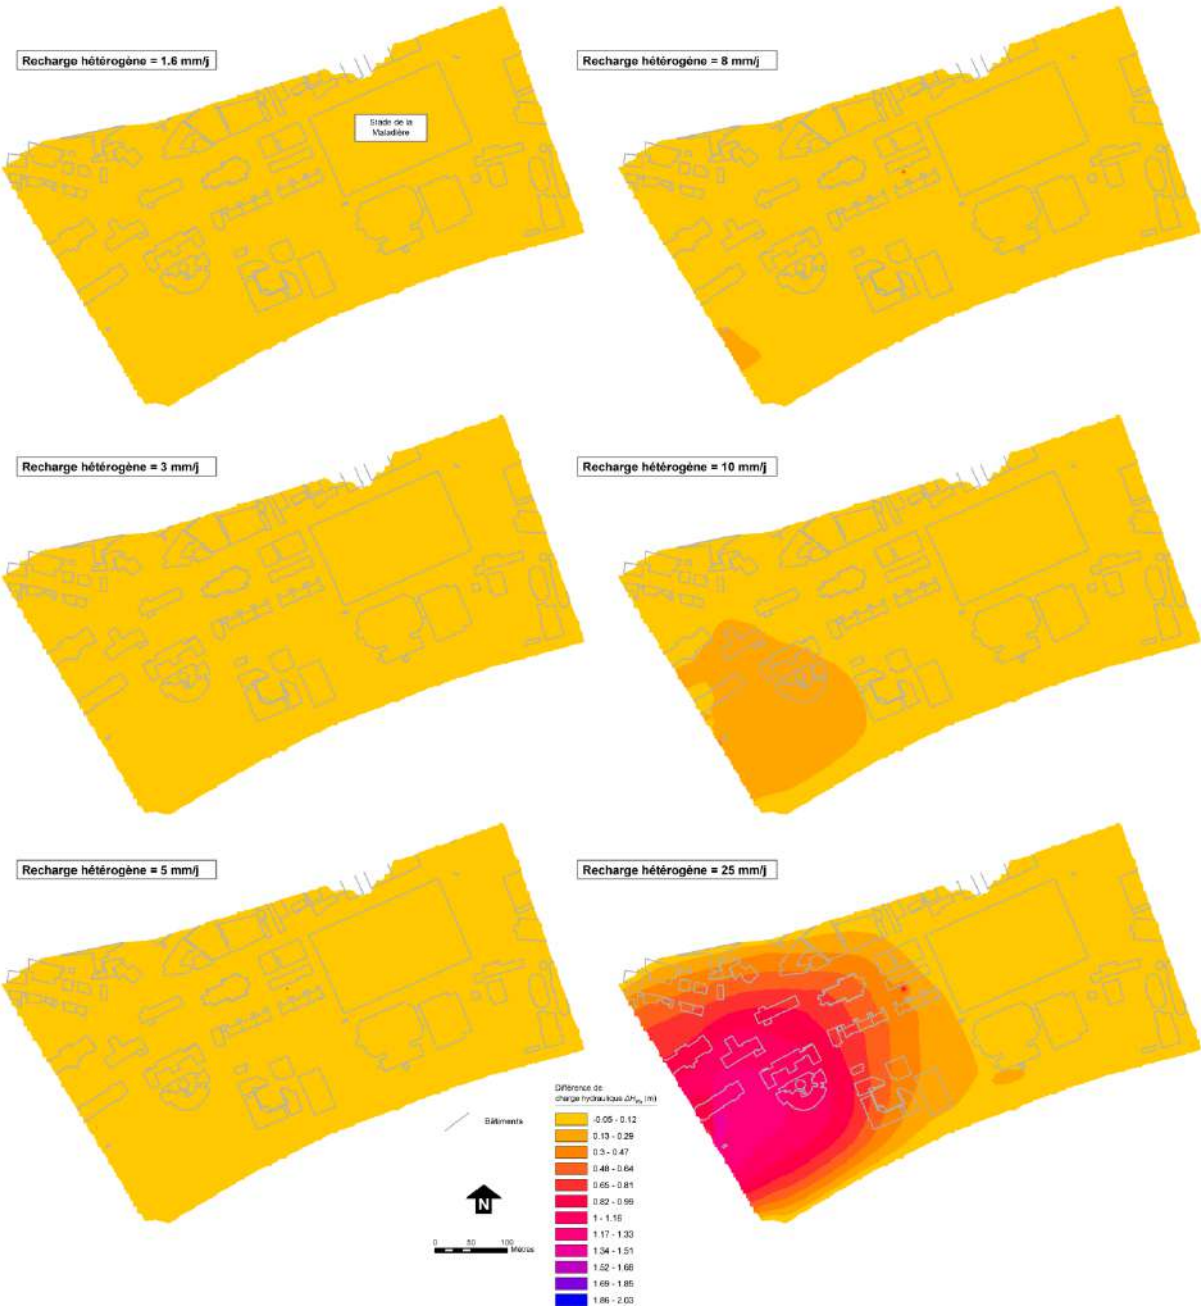 Recharge hétérogène = 1.6 mm/j
Recharge hétérogène = 8 mm/j
Stade de la
Maladière
Recharge hétérogène = 3 mm/j
Recharge hétérogène = 10 mm/j
Recharge hétérogène = 5 mm/j
Recharge hétérogène = 25 mm/j
Différence de
charge hydraulique (m)
Bâtiments
-0.05 - 0.12
0.13 - 0.29
0.3 - 0.47
0.48 - 0.64
0.65 - 0.81
0.82 - 0.99
1 - 1.16
1.17 - 1.33
1.34 - 1.51
1.52 - 1.68
1.69 - 1.85
1.86 - 2.03
N
0 50 100
Mètres